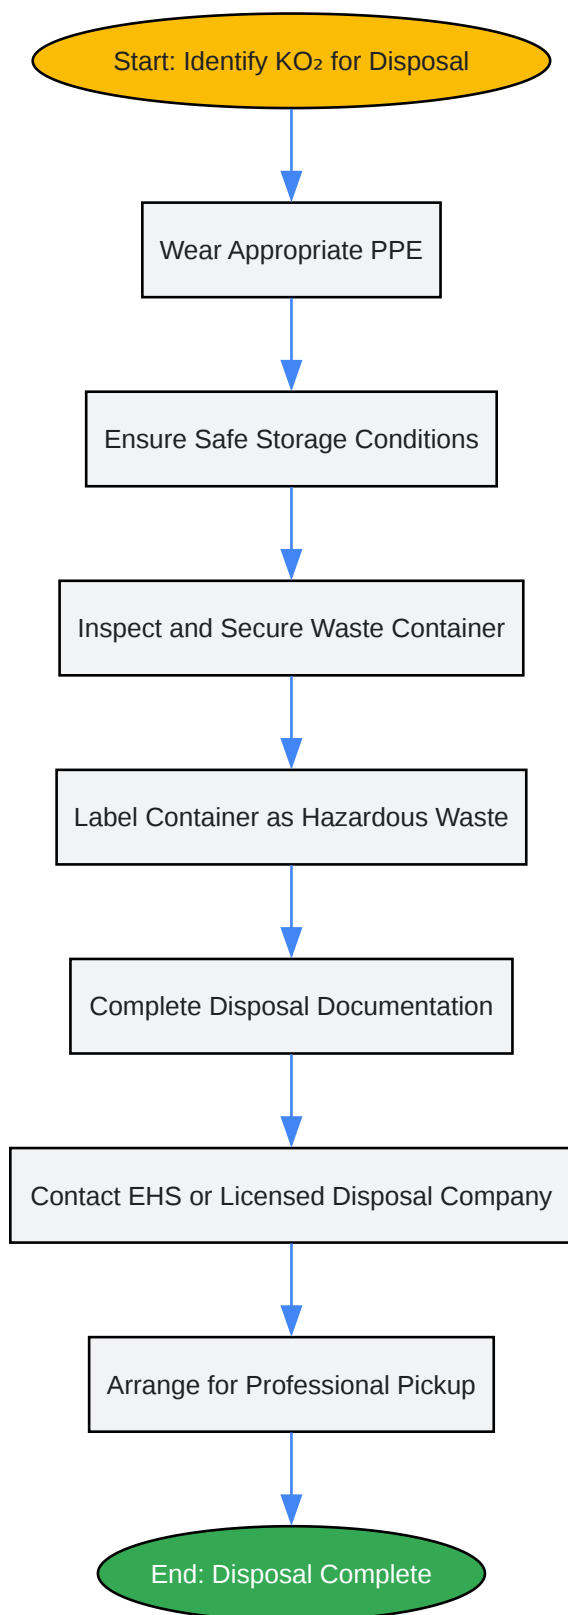 Start: Identify KO₂ for Disposal
Wear Appropriate PPE
Ensure Safe Storage Conditions
Inspect and Secure Waste Container
Label Container as Hazardous Waste
Complete Disposal Documentation
Contact EHS or Licensed Disposal Company
Arrange for Professional Pickup
End: Disposal Complete